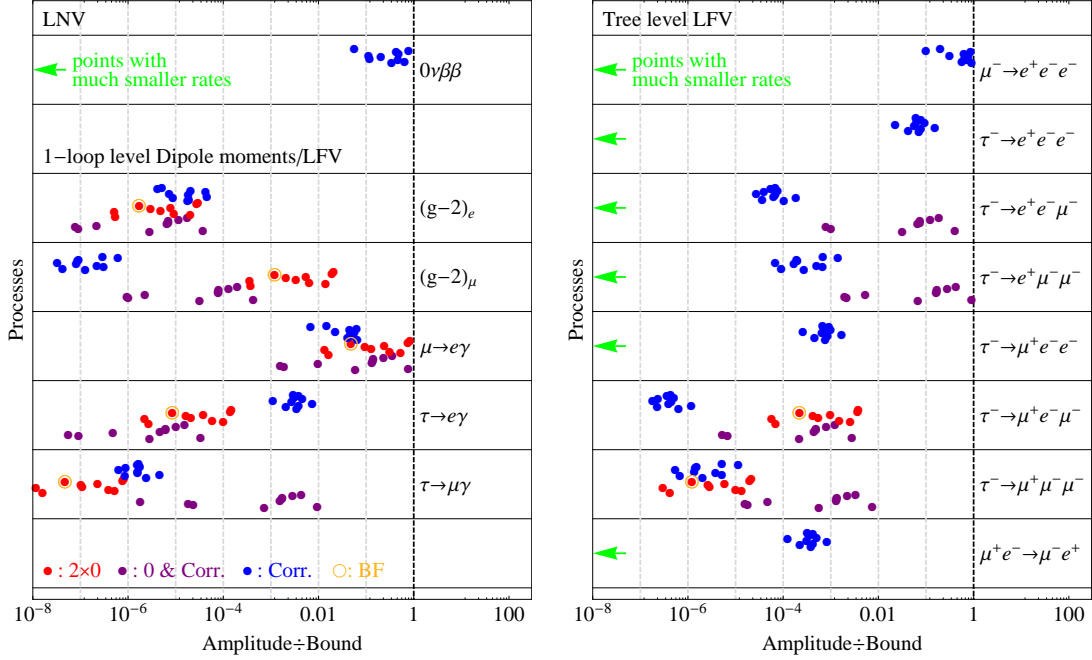 LNV
points with
much smaller rates
0νββ
1−loop level Dipole moments/LFV
(g−2)e
(g−2)μ
μ→eγ
τ→eγ
τ→μγ
: 2×0 : 0 & Corr. : Corr. : BF
10−8 10−6 10−4 0.01 1 100
Amplitude÷Bound
Processes
Tree level LFV
points with
much smaller rates
μ−→e+e−e−
τ−→e+e−e−
τ−→e+e−μ−
τ−→e+μ−μ−
τ−→μ+e−e−
τ−→μ+e−μ−
τ−→μ+μ−μ−
μ+e−→μ−e+
10−8 10−6 10−4 0.01 1 100
Amplitude÷Bound
Processes